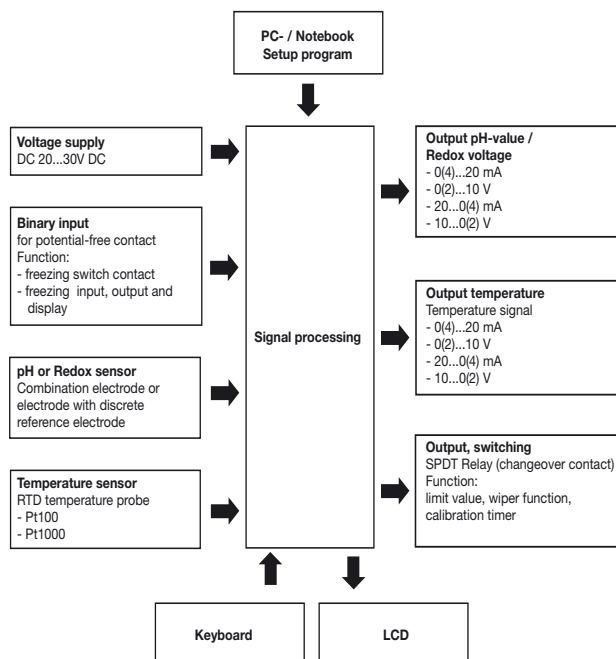 PC- / Notebook
Setup program
Voltage supply
DC 20...30V DC
Binary input
for potential-free contact
Function:
- freezing switch contact
- freezing input, output and
display
pH or Redox sensor
Combination electrode or
electrode with discrete
reference electrode
Temperature sensor
RTD temperature probe
- Pt100
- Pt1000
Signal processing
Output pH-value /
Redox voltage
- 0(4)...20 mA
- 0(2)...10 V
- 20...0(4) mA
- 10...0(2) V
Output temperature
Temperature signal
- 0(4)...20 mA
- 0(2)...10 V
- 20...0(4) mA
- 10...0(2) V
Output, switching
SPDT Relay (changeover contact)
Function:
limit value, wiper function,
calibration timer
Keyboard
LCD